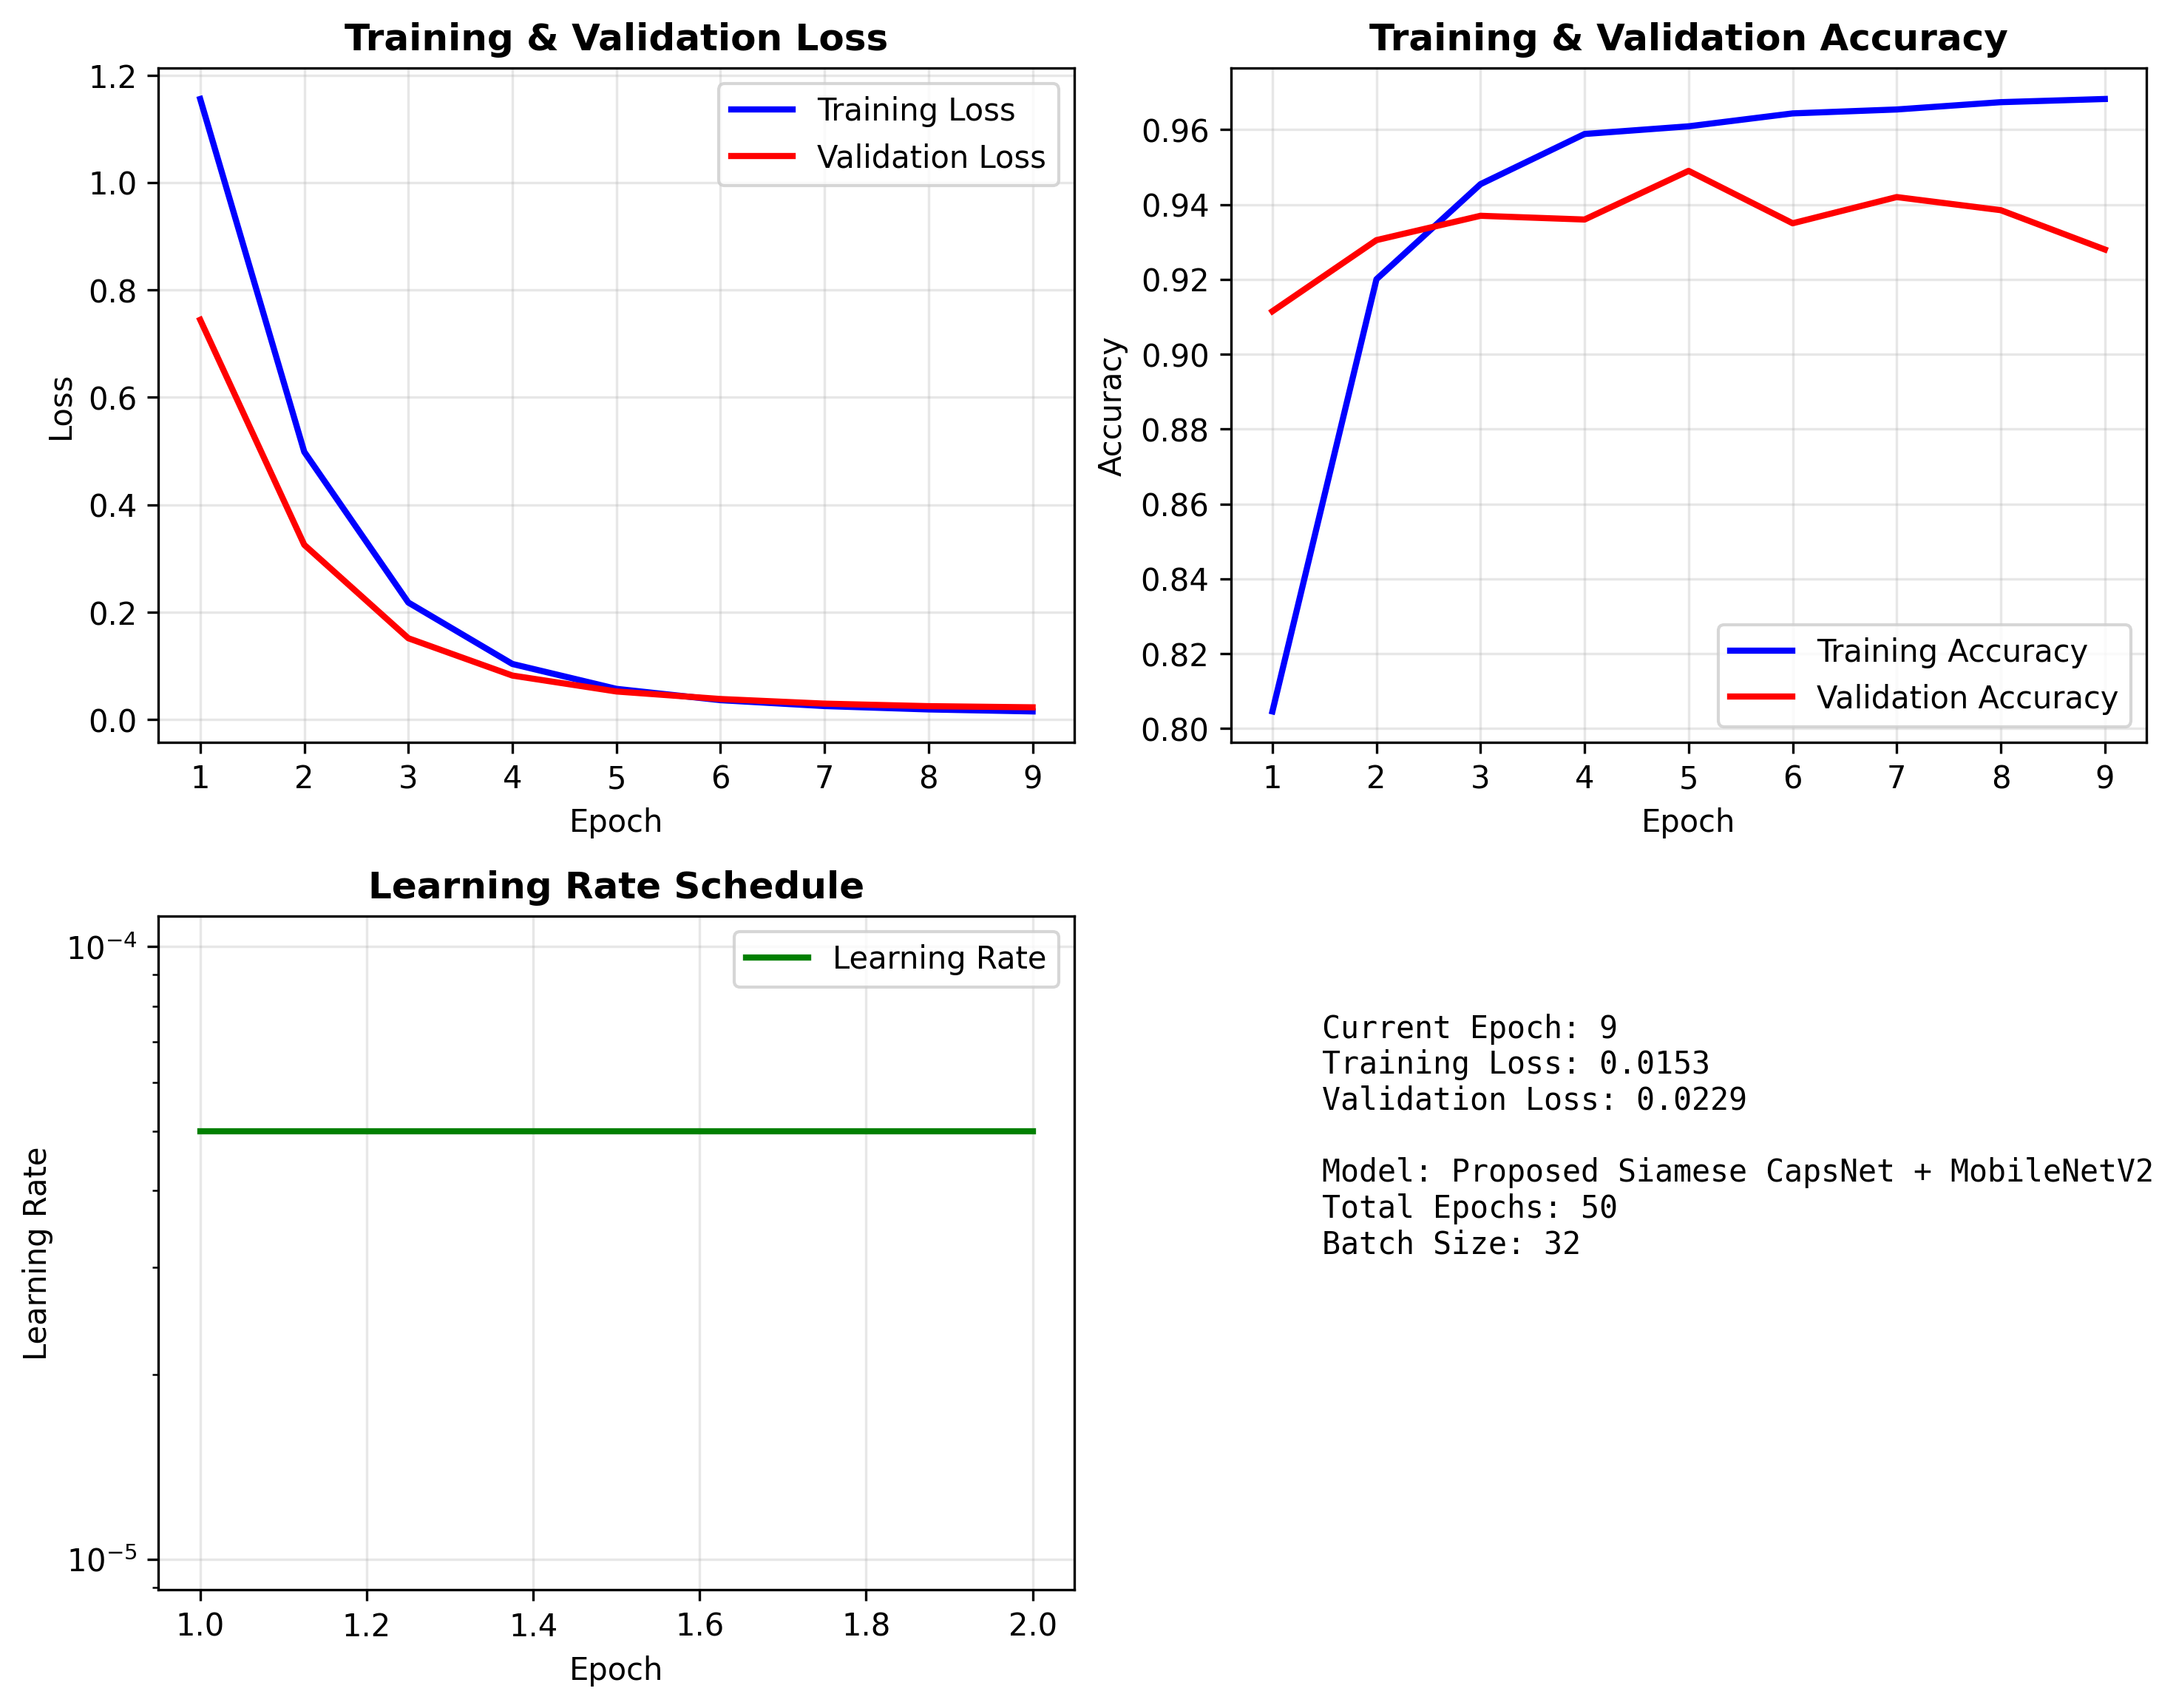 Training & Validation Loss
1.2
1.0
0.8
0.6
0.4
0.2
0.0
Loss
Training Loss
Validation Loss
1 2 3 4 5 6 7 8 9
Epoch
Training & Validation Accuracy
0.96
0.94
0.92
0.90
0.88
0.86
0.84
0.82
0.80
Accuracy
Training Accuracy
Validation Accuracy
1 2 3 4 5 6 7 8 9
Epoch
Learning Rate Schedule
10⁻⁴
10⁻⁵
Learning Rate
Learning Rate
1.0 1.2 1.4 1.6 1.8 2.0
Epoch
Current Epoch: 9
Training Loss: 0.0153
Validation Loss: 0.0229
Model: Proposed Siamese CapsNet + MobileNetV2
Total Epochs: 50
Batch Size: 32